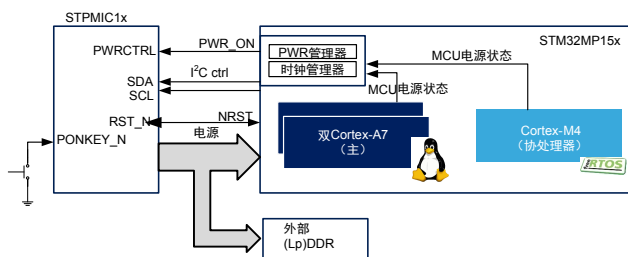 STPMIC1x
STM32MP15x
PWRCTRL
PWR_ON
PWR管理器
时钟管理器
MCU电源状态
SDA
I²C ctrl
SCL
MCU电源状态
RST_N
NRST
PONKEY_N
电源
双Cortex-A7
（主）
Cortex-M4
（协处理器）
RTOS
外部
(Lp)DDR